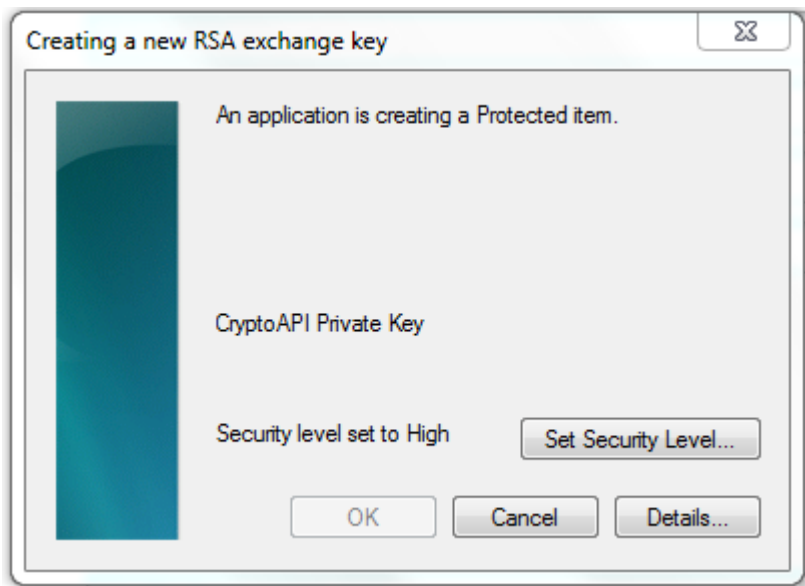 Creating a new RSA exchange key
An application is creating a Protected item.
CryptoAPI Private Key
Security level set to High
Set Security Level...
OK
Cancel
Details...